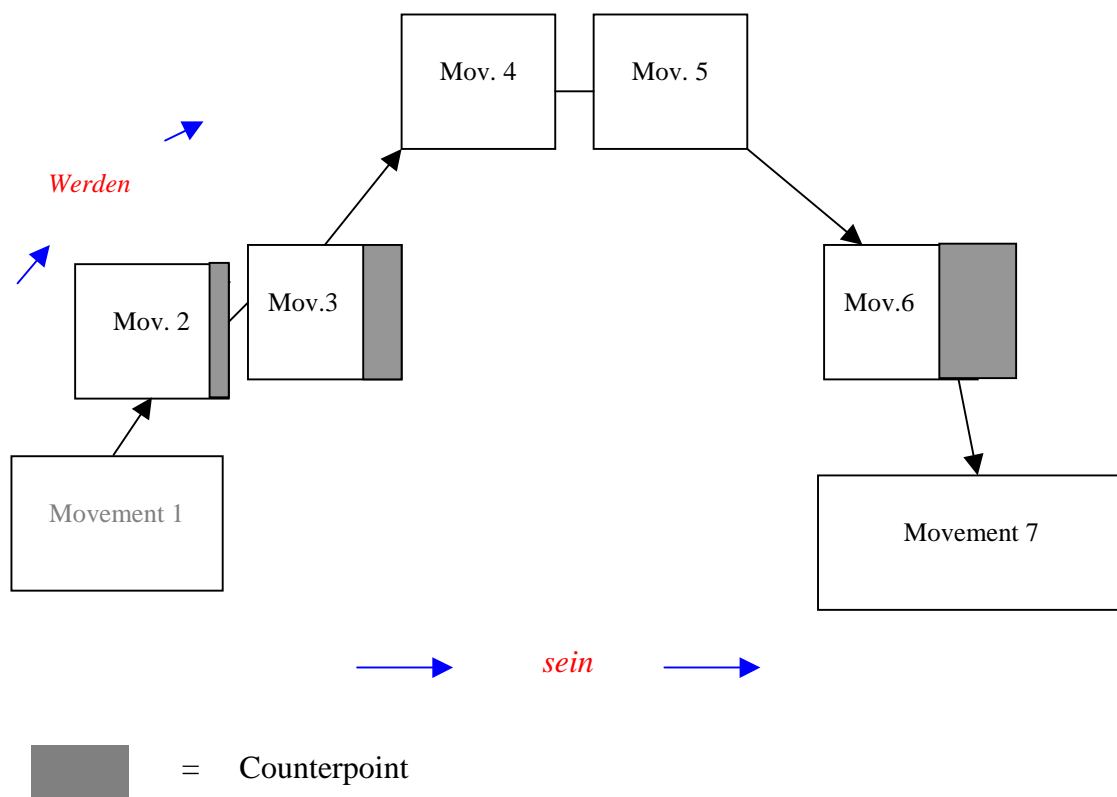 Mov. 4
Mov. 5
Werden
Mov. 2
Mov.3
Mov.6
Movement 1
Movement 7
sein
= Counterpoint